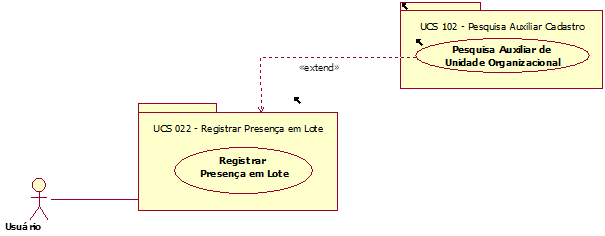 UCS 102 - Pesquisa Auxiliar Cadastro
Pesquisa Auxiliar de
Unidade Organizacional
«extend»
UCS 022 - Registrar Presença em Lote
Registrar
Presença em Lote
Usuário